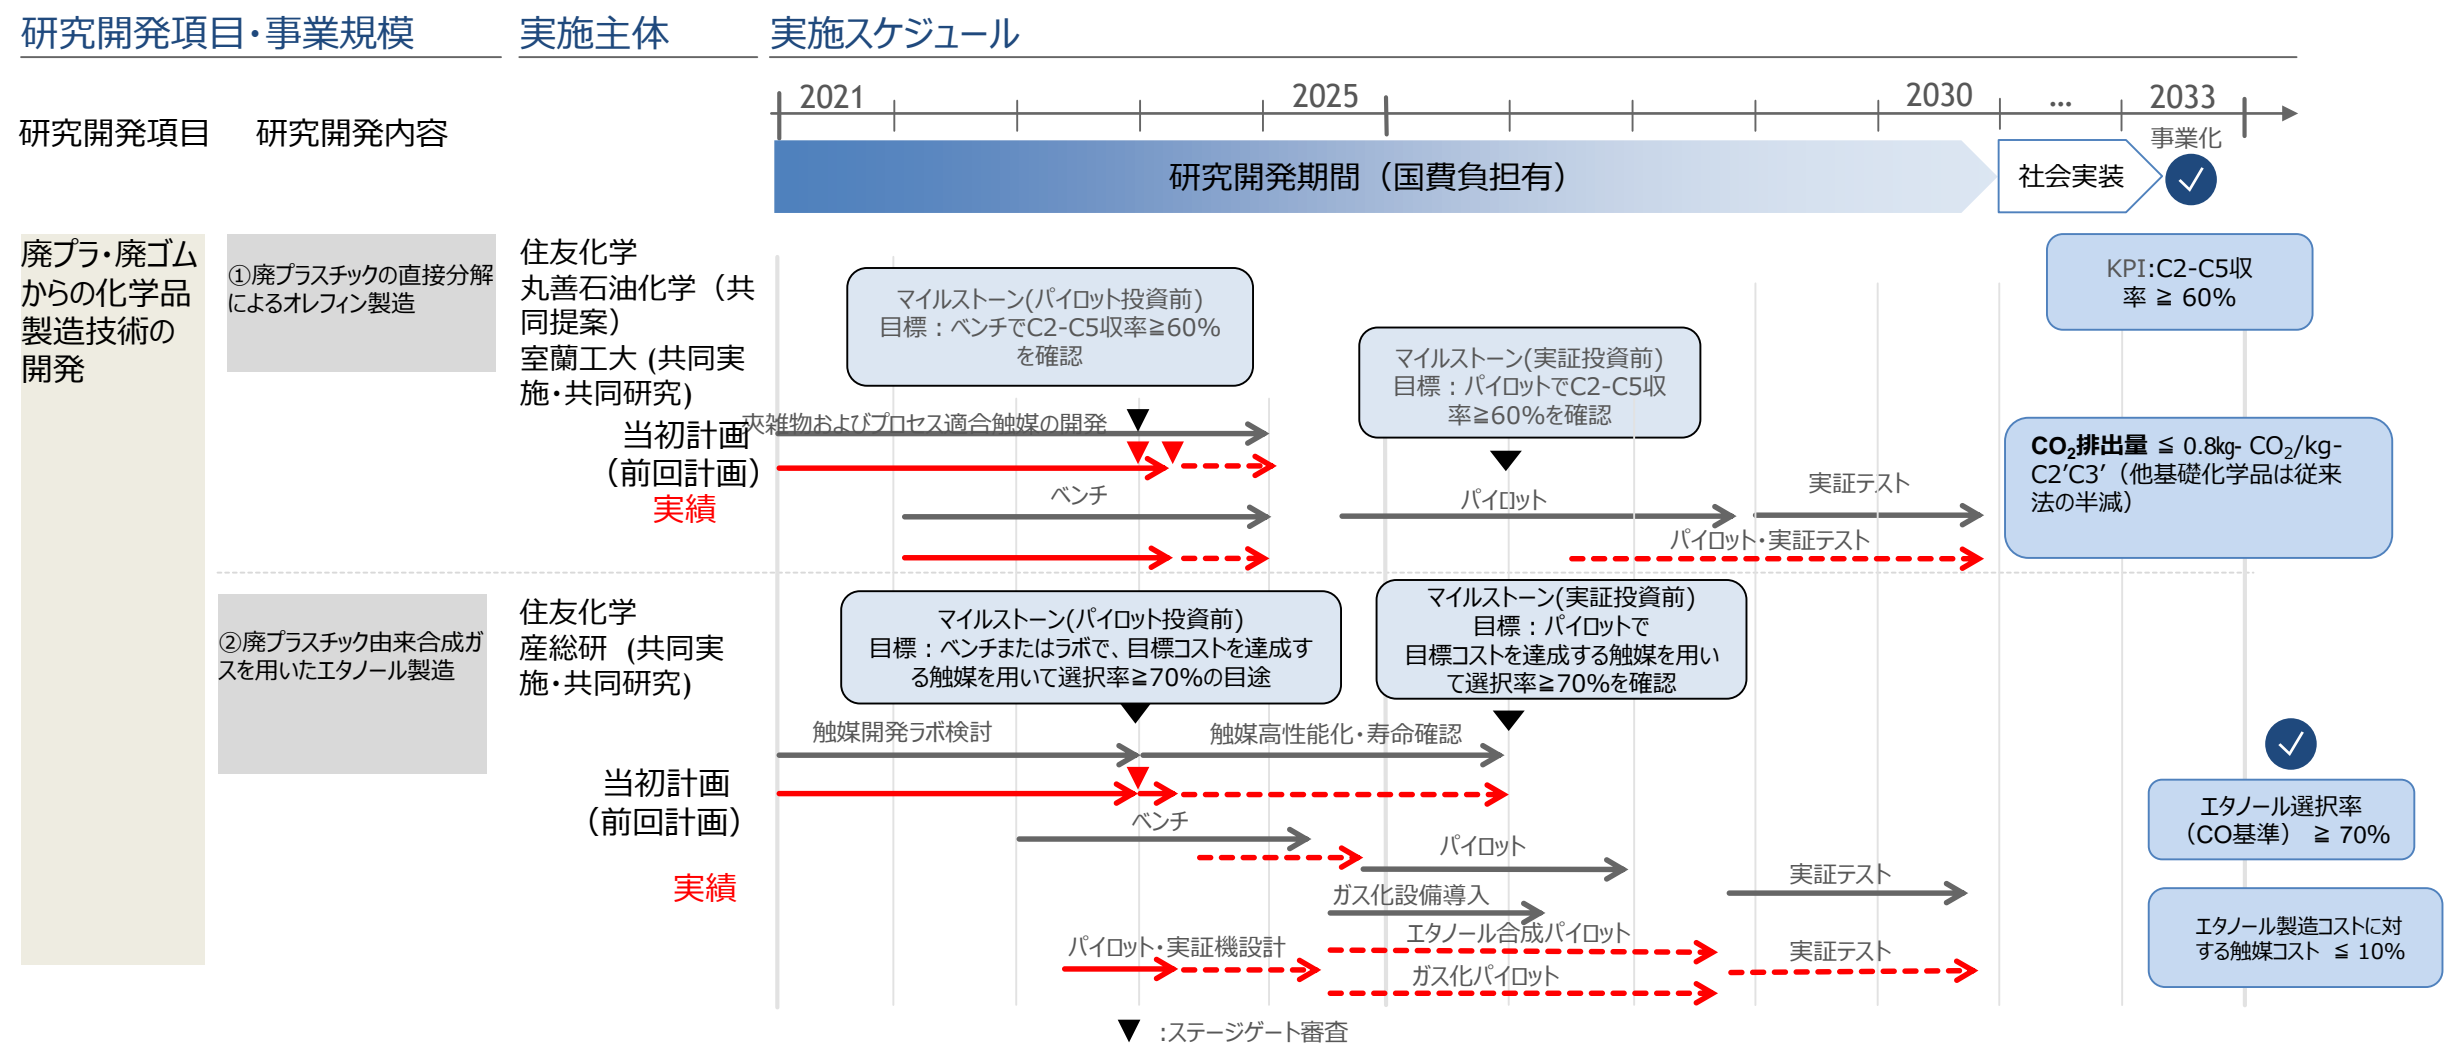 研究開発項目・事業規模
実施主体
実施スケジュール
2021
2025
2030
…
2033
研究開発項目
研究開発内容
事業化
研究開発期間（国費負担有）
社会実装
廃プラ・廃ゴム
からの化学品
製造技術の
開発
①廃プラスチックの直接分解
によるオレフィン製造
住友化学
丸善石油化学（共
同提案）
室蘭工大 (共同実
施・共同研究)
マイルストーン(パイロット投資前)
目標：ベンチでC2-C5収率≧60%
を確認
マイルストーン(実証投資前)
目標：パイロットでC2-C5収
率≧60%を確認
KPI:C2-C5収
率 ≧ 60%
CO₂排出量 ≦ 0.8㎏- CO₂/kg-
C2’C3’（他基礎化学品は従来
法の半減）
当初計画
（前回計画）
実績
夾雑物およびプロセス適合触媒の開発
ベンチ
パイロット
実証テスト
パイロット・実証テスト
②廃プラスチック由来合成ガ
スを用いたエタノール製造
住友化学
産総研 (共同実
施・共同研究)
マイルストーン(パイロット投資前)
目標：ベンチまたはラボで、目標コストを達成す
る触媒を用いて選択率≧70%の目途
マイルストーン(実証投資前)
目標：パイロットで
目標コストを達成する触媒を用い
て選択率≧70%を確認
触媒開発ラボ検討
触媒高性能化・寿命確認
当初計画
（前回計画）
実績
ベンチ
パイロット
実証テスト
ガス化設備導入
エタノール合成パイロット
パイロット・実証機設計
実証テスト
ガス化パイロット
エタノール選択率
（CO基準） ≧ 70%
エタノール製造コストに対
する触媒コスト ≦ 10%
▼ :ステージゲート審査